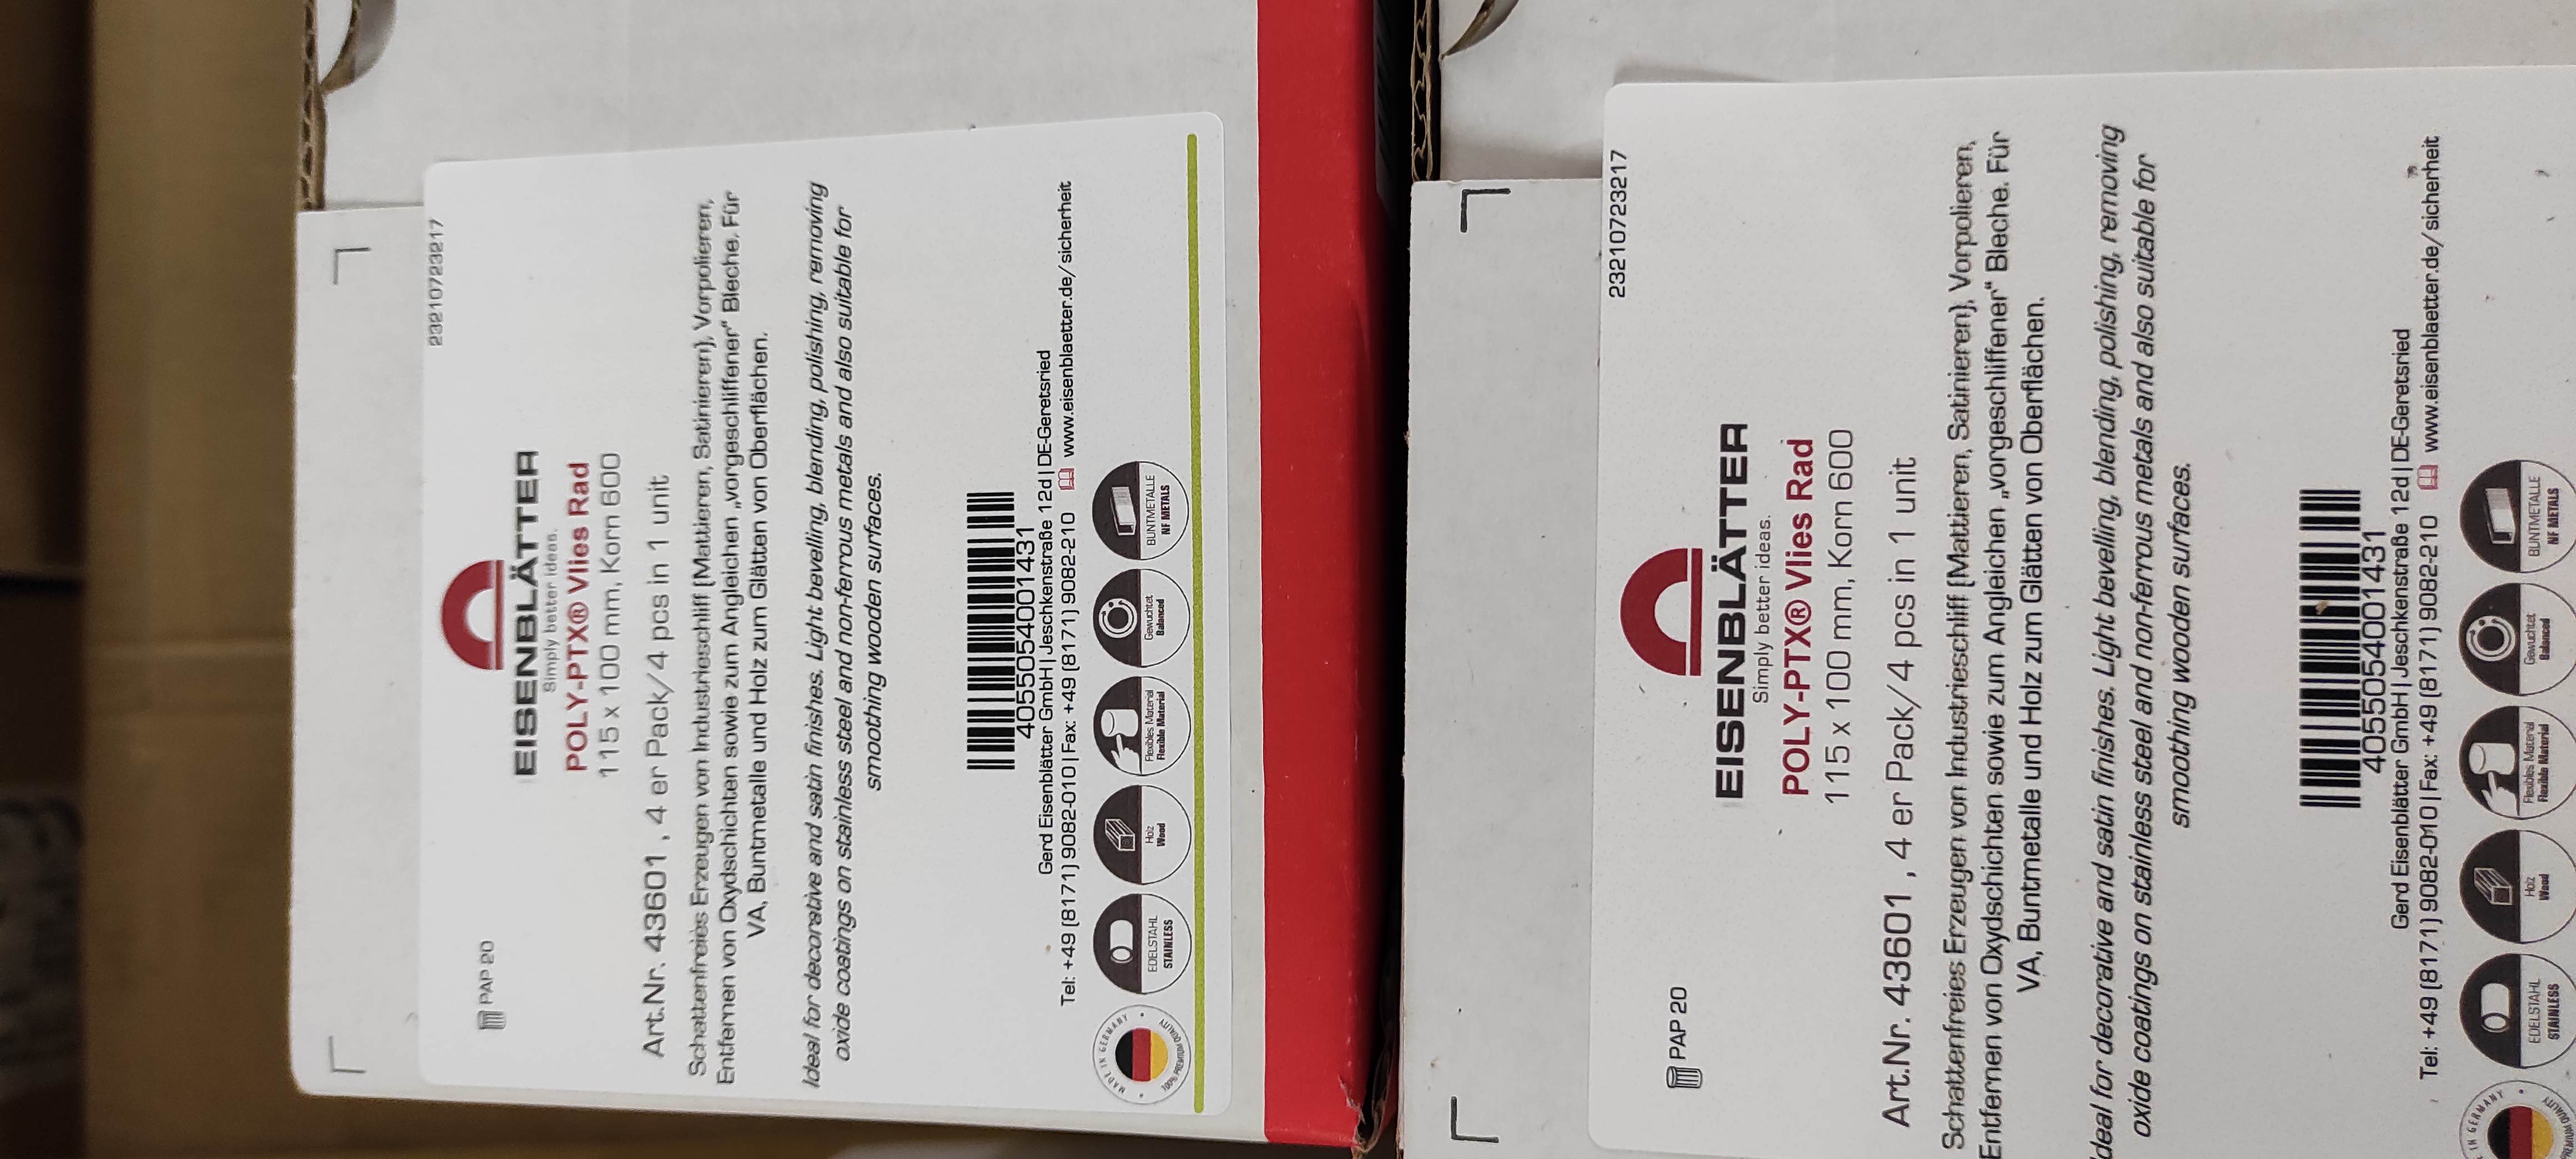 23210723217
PAP 20
EISENBLÄTTER
Simply better ideas.
POLY-PTX® Vlies Rad
115 x 100 mm, Korn 600
Art.Nr. 43601 , 4 er Pack/4 pcs in 1 unit
Schattenfreies Erzeugen von Industrieschliff (Mattieren, Satinieren), Vorpolieren,
Entfernen von Oxydschichten sowie zum Angleichen „vorgeschliffener“ Bleche. Für
VA, Buntmetalle und Holz zum Glätten von Oberflächen.
Ideal for decorative and satin finishes. Light bevelling, blending, polishing, removing
oxide coatings on stainless steel and non-ferrous metals and also suitable for
smoothing wooden surfaces.
4055054001431
Gerd Eisenblätter GmbH | Jeschkenstraße 12d | DE-Geretsried
Tel: +49 (8171) 9082-010 | Fax: +49 (8171) 9082-210 www.eisenblaetter.de/sicherheit
MADE IN GERMANY
100% PREMIUM QUALITY
EDELSTAHL
STAINLESS
Holz
Wood
Flexibles Material
Flexible Material
Gewuchtet
Balanced
BUNTMETALLE
NF METALS
23210723217
PAP 20
EISENBLÄTTER
Simply better ideas.
POLY-PTX® Vlies Rad
115 x 100 mm, Korn 600
Art.Nr. 43601 , 4 er Pack/4 pcs in 1 unit
Schattenfreies Erzeugen von Industrieschliff (Mattieren, Satinieren), Vorpolieren,
Entfernen von Oxydschichten sowie zum Angleichen „vorgeschliffener“ Bleche. Für
VA, Buntmetalle und Holz zum Glätten von Oberflächen.
deal for decorative and satin finishes. Light bevelling, blending, polishing, removing
oxide coatings on stainless steel and non-ferrous metals and also suitable for
smoothing wooden surfaces.
4055054001431
Gerd Eisenblätter GmbH | Jeschkenstraße 12d | DE-Geretsried
Tel: +49 (8171) 9082-010 | Fax: +49 (8171) 9082-210 www.eisenblaetter.de/sicherheit
IN GERMANY
QUALITY
EDELSTAHL
STAINLESS
Holz
Wood
Flexibles Material
Flexible Material
Gewuchtet
Balanced
BUNTMETALLE
NF METALS